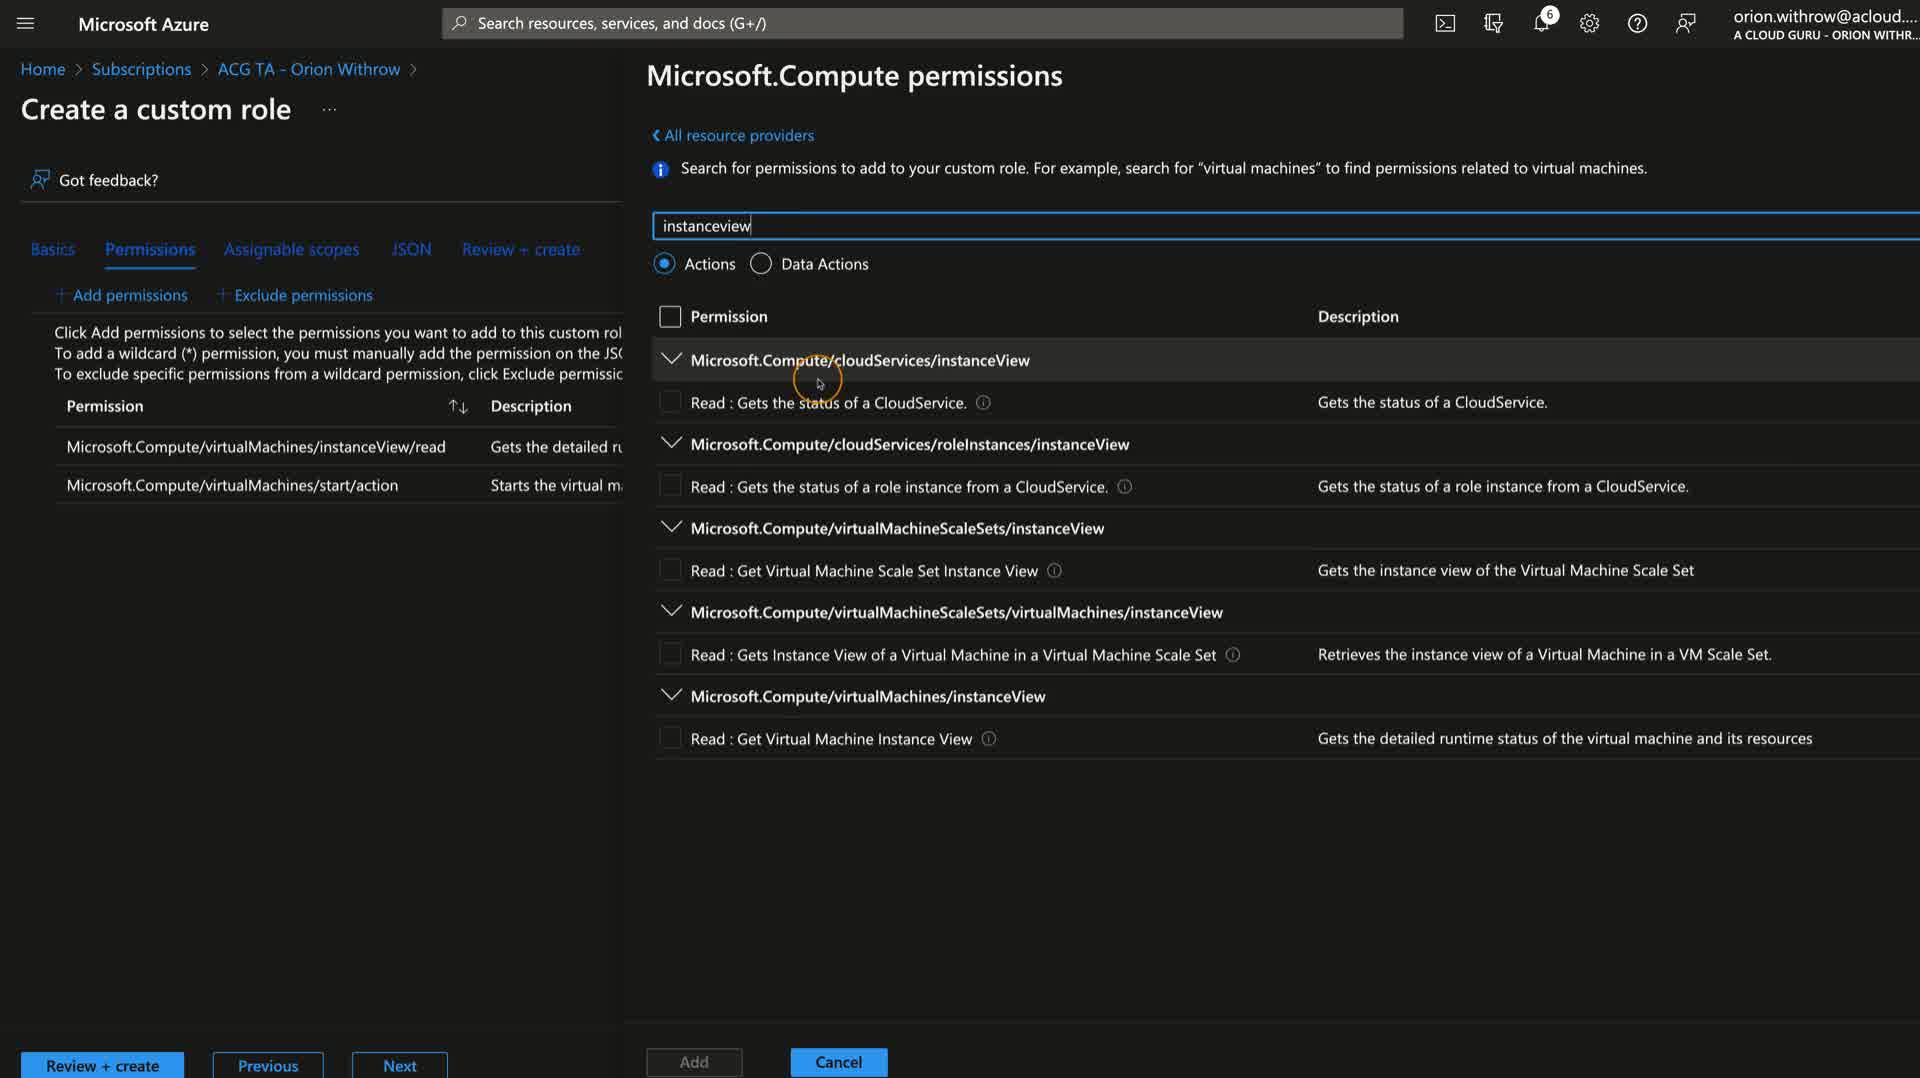 Microsoft Azure
Search resources, services, and docs (G+/)
6
orion.withrow@acloud....
A CLOUD GURU - ORION WITHR...
Home > Subscriptions > ACG TA - Orion Withrow >
Create a custom role ...
Got feedback?
Basics Permissions Assignable scopes JSON Review + create
+ Add permissions + Exclude permissions
Click Add permissions to select the permissions you want to add to this custom rol
To add a wildcard (*) permission, you must manually add the permission on the JSO
To exclude specific permissions from a wildcard permission, click Exclude permissic
Permission ↑↓ Description
Microsoft.Compute/virtualMachines/instanceView/read Gets the detailed ru
Microsoft.Compute/virtualMachines/start/action Starts the virtual ma
Review + create Previous Next
Microsoft.Compute permissions
All resource providers
Search for permissions to add to your custom role. For example, search for “virtual machines” to find permissions related to virtual machines.
instanceview
Actions Data Actions
Permission Description
Microsoft.Compute/cloudServices/instanceView
Read : Gets the status of a CloudService. Gets the status of a CloudService.
Microsoft.Compute/cloudServices/roleInstances/instanceView
Read : Gets the status of a role instance from a CloudService. Gets the status of a role instance from a CloudService.
Microsoft.Compute/virtualMachineScaleSets/instanceView
Read : Get Virtual Machine Scale Set Instance View Gets the instance view of the Virtual Machine Scale Set
Microsoft.Compute/virtualMachineScaleSets/virtualMachines/instanceView
Read : Gets Instance View of a Virtual Machine in a Virtual Machine Scale Set Retrieves the instance view of a Virtual Machine in a VM Scale Set.
Microsoft.Compute/virtualMachines/instanceView
Read : Get Virtual Machine Instance View Gets the detailed runtime status of the virtual machine and its resources
Add Cancel